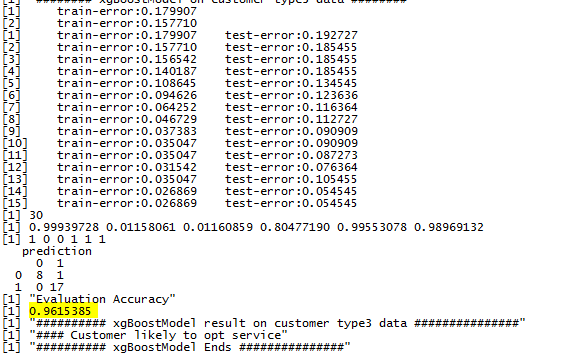 [1] "######## xgBoostModel on Customer type3 data ########"
[1] train-error:0.179907
[2] train-error:0.157710
[1] train-error:0.179907 test-error:0.192727
[2] train-error:0.157710 test-error:0.185455
[3] train-error:0.156542 test-error:0.185455
[4] train-error:0.140187 test-error:0.185455
[5] train-error:0.108645 test-error:0.134545
[6] train-error:0.094626 test-error:0.123636
[7] train-error:0.064252 test-error:0.116364
[8] train-error:0.046729 test-error:0.112727
[9] train-error:0.037383 test-error:0.090909
[10] train-error:0.035047 test-error:0.090909
[11] train-error:0.035047 test-error:0.087273
[12] train-error:0.031542 test-error:0.076364
[13] train-error:0.035047 test-error:0.105455
[14] train-error:0.026869 test-error:0.054545
[15] train-error:0.026869 test-error:0.054545
[1] 30
[1] 0.99939728 0.01158061 0.01160859 0.80477190 0.99553078 0.98969132
[1] 1 0 0 1 1 1
prediction
0 1
0 8 1
1 0 17
[1] "Evaluation Accuracy"
[1] 0.9615385
[1] "########## xgBoostModel result on customer type3 data ###############"
[1] "#### Customer likely to opt service"
[1] "########## xgBoostModel Ends ##############"